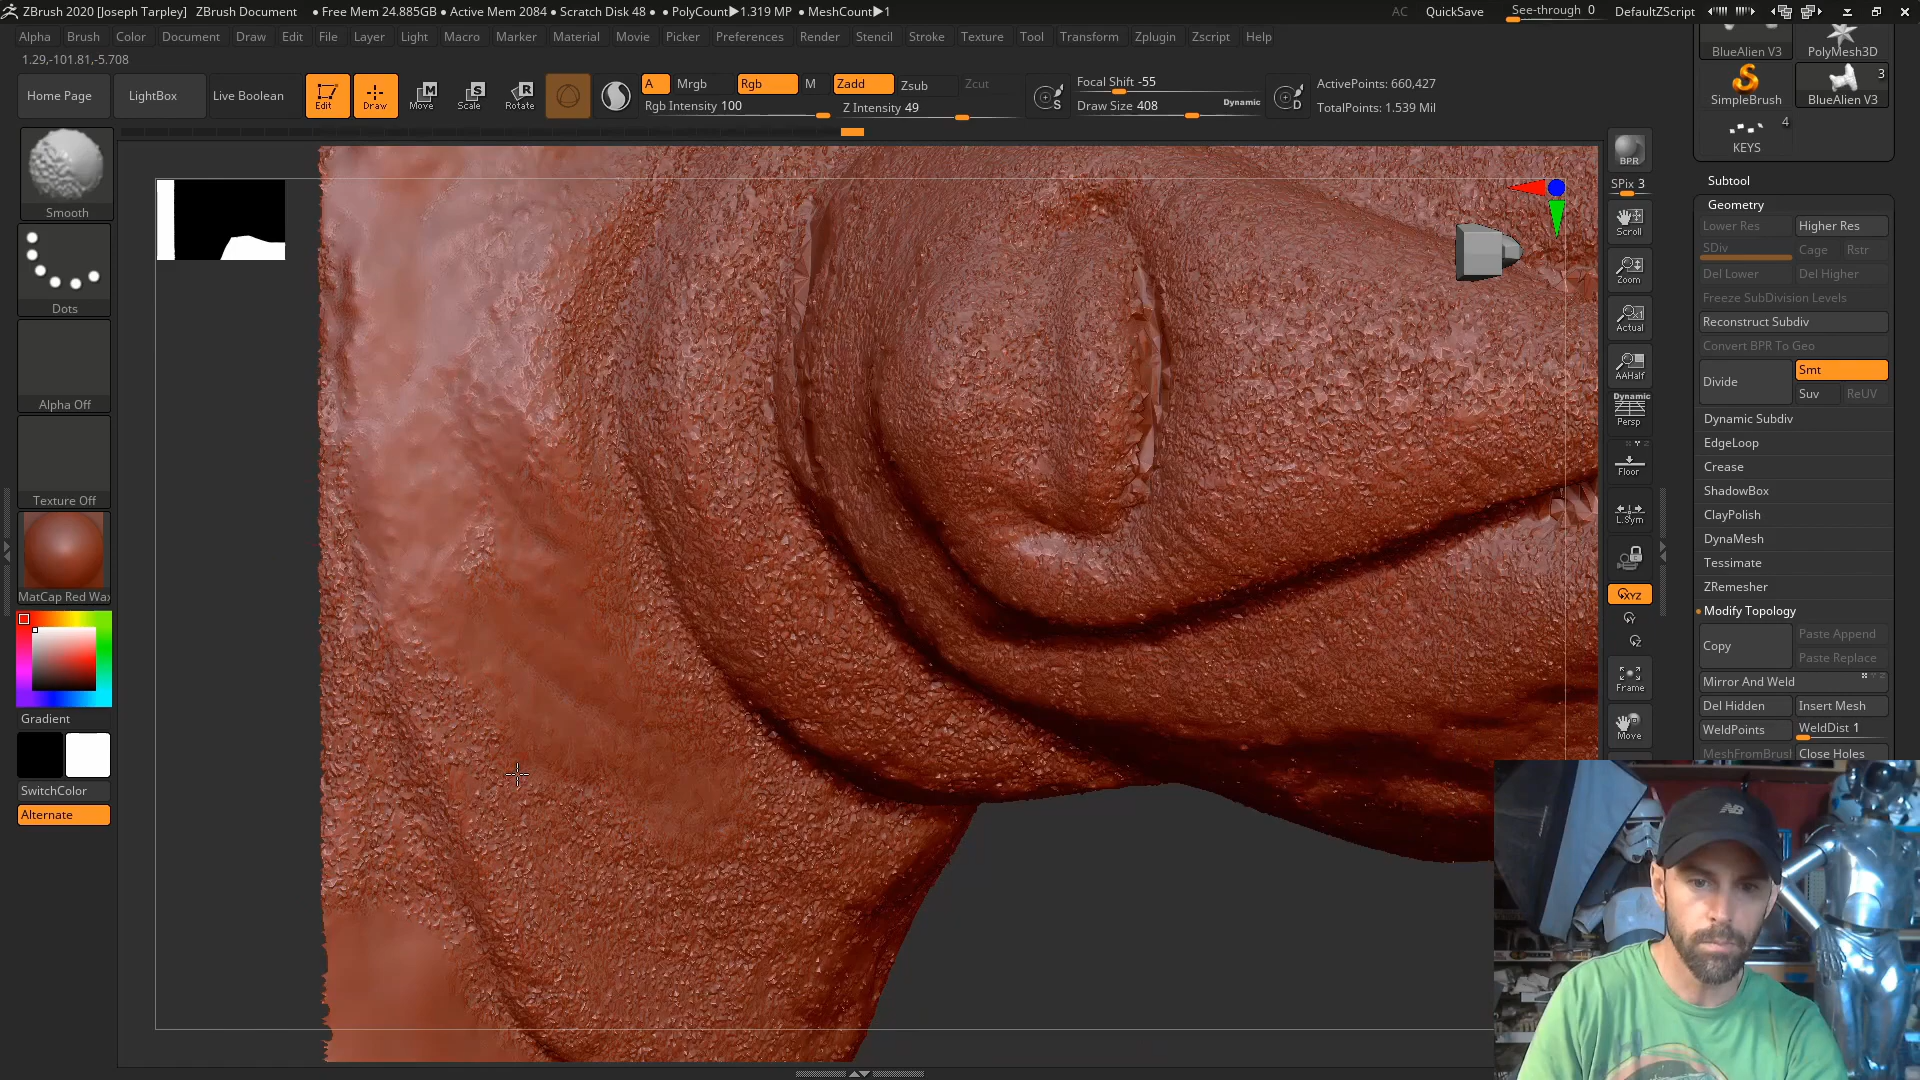 ZBrush 2020 [Joseph Tarpley] ZBrush Document ● Free Mem 24.885GB ● Active Mem 2084 ● Scratch Disk 48 ● PolyCount▶1.319 MP ● MeshCount▶1 AC QuickSave See-through 0 DefaultZScript
Alpha Brush Color Document Draw Edit File Layer Light Macro Marker Material Movie Picker Preferences Render Stencil Stroke Texture Tool Transform Zplugin Zscript Help
1.29,-101.81,-5.708
Home Page LightBox Live Boolean Edit Draw Move Scale Rotate
A Mrgb Rgb M Zadd Zsub Zcut
Rgb Intensity 100 Z Intensity 49
S Focal Shift -55
Draw Size 408 Dynamic
D ActivePoints: 660,427
TotalPoints: 1.539 Mil
Smooth
Dots
Alpha Off
Texture Off
MatCap Red Wax
Gradient
SwitchColor
Alternate
BPR
SPix 3
Scroll
Zoom
Actual
AAHalf
Dynamic
Persp
Floor
L.Sym
XYZ
Y
Z
Frame
Move
BlueAlien V3 PolyMesh3D
SimpleBrush 3 BlueAlien V3
4
KEYS
Subtool
Geometry
Lower Res Higher Res
SDiv Cage Rstr
Del Lower Del Higher
Freeze SubDivision Levels
Reconstruct Subdiv
Convert BPR To Geo
Divide Smt
Suv ReUV
Dynamic Subdiv
EdgeLoop
Crease
ShadowBox
ClayPolish
DynaMesh
Tessimate
ZRemesher
Modify Topology
Copy Paste Append
Paste Replace
Mirror And Weld
Del Hidden Insert Mesh
WeldPoints WeldDist 1
MeshFromBrush Close Holes
NB